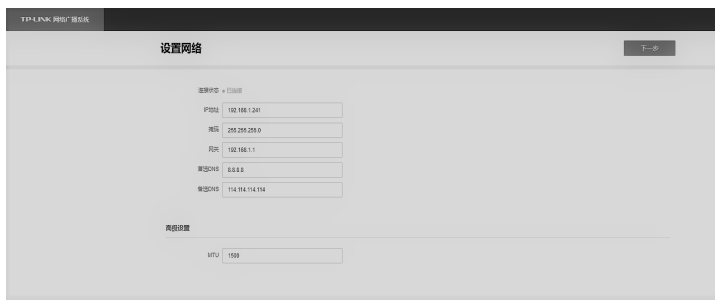 TP-LINK 网络广播系统
设置网络
下一步
连接状态 已连接
IP地址 192.168.1.241
掩码 255.255.255.0
网关 192.168.1.1
首选DNS 8.8.8.8
备选DNS 114.114.114.114
高级设置
MTU 1500